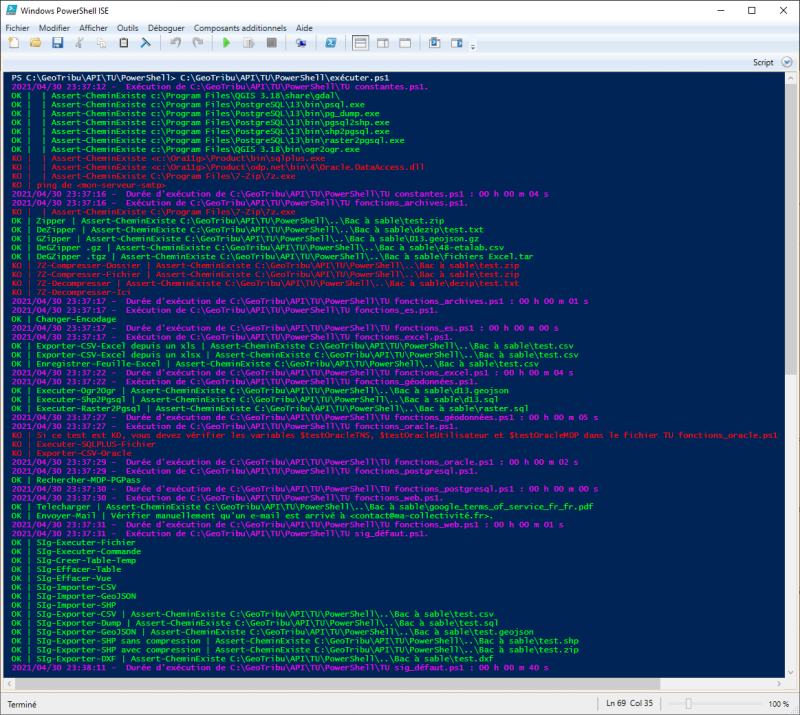 Windows PowerShell ISE
Fichier Modifier Afficher Outils Déboguer Composants additionnels Aide
Script
PS C:\GeoTribu\API\TU\PowerShell> C:\GeoTribu\API\TU\PowerShell\exécuter.ps1
2021/04/30 23:37:12 - Exécution de C:\GeoTribu\API\TU\PowerShell\TU constantes.ps1.
OK | | Assert-CheminExiste c:\Program Files\QGIS 3.18\share\gdal\
OK | | Assert-CheminExiste c:\Program Files\PostgreSQL\13\bin\psql.exe
OK | | Assert-CheminExiste c:\Program Files\PostgreSQL\13\bin\pg_dump.exe
OK | | Assert-CheminExiste c:\Program Files\PostgreSQL\13\bin\pgsql2shp.exe
OK | | Assert-CheminExiste c:\Program Files\PostgreSQL\13\bin\shp2pgsql.exe
OK | | Assert-CheminExiste c:\Program Files\PostgreSQL\13\bin\raster2pgsql.exe
OK | | Assert-CheminExiste c:\Program Files\QGIS 3.18\bin\ogr2ogr.exe
KO | | Assert-CheminExiste <c:\Ora11g>\Product\bin\sqlplus.exe
KO | | Assert-CheminExiste <c:\Ora11g>\Product\odp.net\bin\4\Oracle.DataAccess.dll
KO | | Assert-CheminExiste C:\Program Files\7-Zip\7z.exe
KO | ping de <mon-serveur-smtp>
2021/04/30 23:37:16 - Durée d'exécution de C:\GeoTribu\API\TU\PowerShell\TU constantes.ps1 : 00 h 00 m 04 s
2021/04/30 23:37:16 - Exécution de C:\GeoTribu\API\TU\PowerShell\TU fonctions_archives.ps1.
KO | | Assert-CheminExiste C:\Program Files\7-Zip\7z.exe
OK | Zipper | Assert-CheminExiste C:\GeoTribu\API\TU\PowerShell\..\Bac à sable\test.zip
OK | DeZipper | Assert-CheminExiste C:\GeoTribu\API\TU\PowerShell\..\Bac à sable\dezip\test.txt
OK | GZipper | Assert-CheminExiste C:\GeoTribu\API\TU\PowerShell\..\Bac à sable\D13.geojson.gz
OK | DeGZipper .gz | Assert-CheminExiste C:\GeoTribu\API\TU\PowerShell\..\Bac à sable\48-etalab.csv
OK | DeGZipper .tgz | Assert-CheminExiste C:\GeoTribu\API\TU\PowerShell\..\Bac à sable\fichiers Excel.tar
KO | 7Z-Compresser-Dossier | Assert-CheminExiste C:\GeoTribu\API\TU\PowerShell\..\Bac à sable\test.zip
KO | 7Z-Compresser-Fichier | Assert-CheminExiste C:\GeoTribu\API\TU\PowerShell\..\Bac à sable\test.zip
KO | 7Z-Decompresser | Assert-CheminExiste C:\GeoTribu\API\TU\PowerShell\..\Bac à sable\dezip\test.txt
KO | 7Z-Decompresser-Ici
2021/04/30 23:37:17 - Durée d'exécution de C:\GeoTribu\API\TU\PowerShell\TU fonctions_archives.ps1 : 00 h 00 m 01 s
2021/04/30 23:37:17 - Exécution de C:\GeoTribu\API\TU\PowerShell\TU fonctions_es.ps1.
OK | Changer-Encodage
2021/04/30 23:37:17 - Durée d'exécution de C:\GeoTribu\API\TU\PowerShell\TU fonctions_es.ps1 : 00 h 00 m 00 s
2021/04/30 23:37:17 - Exécution de C:\GeoTribu\API\TU\PowerShell\TU fonctions_excel.ps1.
OK | Exporter-CSV-Excel depuis un xls | Assert-CheminExiste C:\GeoTribu\API\TU\PowerShell\..\Bac à sable\test.csv
OK | Exporter-CSV-Excel depuis un xlsx | Assert-CheminExiste C:\GeoTribu\API\TU\PowerShell\..\Bac à sable\test.csv
OK | Enregistrer-Feuille-Excel | Assert-CheminExiste C:\GeoTribu\API\TU\PowerShell\..\Bac à sable\test.csv
2021/04/30 23:37:22 - Durée d'exécution de C:\GeoTribu\API\TU\PowerShell\TU fonctions_excel.ps1 : 00 h 00 m 04 s
2021/04/30 23:37:22 - Exécution de C:\GeoTribu\API\TU\PowerShell\TU fonctions_géodonnées.ps1.
OK | Executer-Ogr2Ogr | Assert-CheminExiste C:\GeoTribu\API\TU\PowerShell\..\Bac à sable\d13.geojson
OK | Executer-Shp2Pgsql | Assert-CheminExiste C:\GeoTribu\API\TU\PowerShell\..\Bac à sable\d13.sql
OK | Executer-Raster2Pgsql | Assert-CheminExiste C:\GeoTribu\API\TU\PowerShell\..\Bac à sable\raster.sql
2021/04/30 23:37:27 - Durée d'exécution de C:\GeoTribu\API\TU\PowerShell\TU fonctions_géodonnées.ps1 : 00 h 00 m 05 s
2021/04/30 23:37:27 - Exécution de C:\GeoTribu\API\TU\PowerShell\TU fonctions_oracle.ps1.
KO | Si ce test est KO, vous devez vérifier les variables $testOracleTNS, $testOracleUtilisateur et $testOracleMDP dans le fichier TU fonctions_oracle.ps1
KO | Executer-SQLPLUS-Fichier
KO | Exporter-CSV-Oracle
2021/04/30 23:37:29 - Durée d'exécution de C:\GeoTribu\API\TU\PowerShell\TU fonctions_oracle.ps1 : 00 h 00 m 02 s
2021/04/30 23:37:29 - Exécution de C:\GeoTribu\API\TU\PowerShell\TU fonctions_postgresql.ps1.
OK | Rechercher-MDP-PGPass
2021/04/30 23:37:30 - Durée d'exécution de C:\GeoTribu\API\TU\PowerShell\TU fonctions_postgresql.ps1 : 00 h 00 m 00 s
2021/04/30 23:37:30 - Exécution de C:\GeoTribu\API\TU\PowerShell\TU fonctions_web.ps1.
OK | Telecharger | Assert-CheminExiste C:\GeoTribu\API\TU\PowerShell\..\Bac à sable\google_terms_of_service_fr_fr.pdf
OK | Envoyer-Mail | Vérifier manuellement qu'un e-mail est arrivé à <contact@ma-collectivité.fr>.
2021/04/30 23:37:31 - Durée d'exécution de C:\GeoTribu\API\TU\PowerShell\TU fonctions_web.ps1 : 00 h 00 m 01 s
2021/04/30 23:37:31 - Exécution de C:\GeoTribu\API\TU\PowerShell\TU sig_défaut.ps1.
OK | SIg-Executer-Fichier
OK | SIg-Executer-Commande
OK | SIg-Creer-Table-Temp
OK | SIg-Effacer-Table
OK | SIg-Effacer-Vue
OK | SIg-Importer-CSV
OK | SIg-Importer-GeoJSON
OK | SIg-Importer-SHP
OK | SIg-Exporter-CSV | Assert-CheminExiste C:\GeoTribu\API\TU\PowerShell\..\Bac à sable\test.csv
OK | SIg-Exporter-Dump | Assert-CheminExiste C:\GeoTribu\API\TU\PowerShell\..\Bac à sable\test.sql
OK | SIg-Exporter-GeoJSON | Assert-CheminExiste C:\GeoTribu\API\TU\PowerShell\..\Bac à sable\test.geojson
OK | SIg-Exporter-SHP sans compression | Assert-CheminExiste C:\GeoTribu\API\TU\PowerShell\..\Bac à sable\test.shp
OK | SIg-Exporter-SHP avec compression | Assert-CheminExiste C:\GeoTribu\API\TU\PowerShell\..\Bac à sable\test.zip
OK | SIg-Exporter-DXF | Assert-CheminExiste C:\GeoTribu\API\TU\PowerShell\..\Bac à sable\test.dxf
2021/04/30 23:38:11 - Durée d'exécution de C:\GeoTribu\API\TU\PowerShell\TU sig_défaut.ps1 : 00 h 00 m 40 s
Terminé
Ln 69 Col 35
100 %